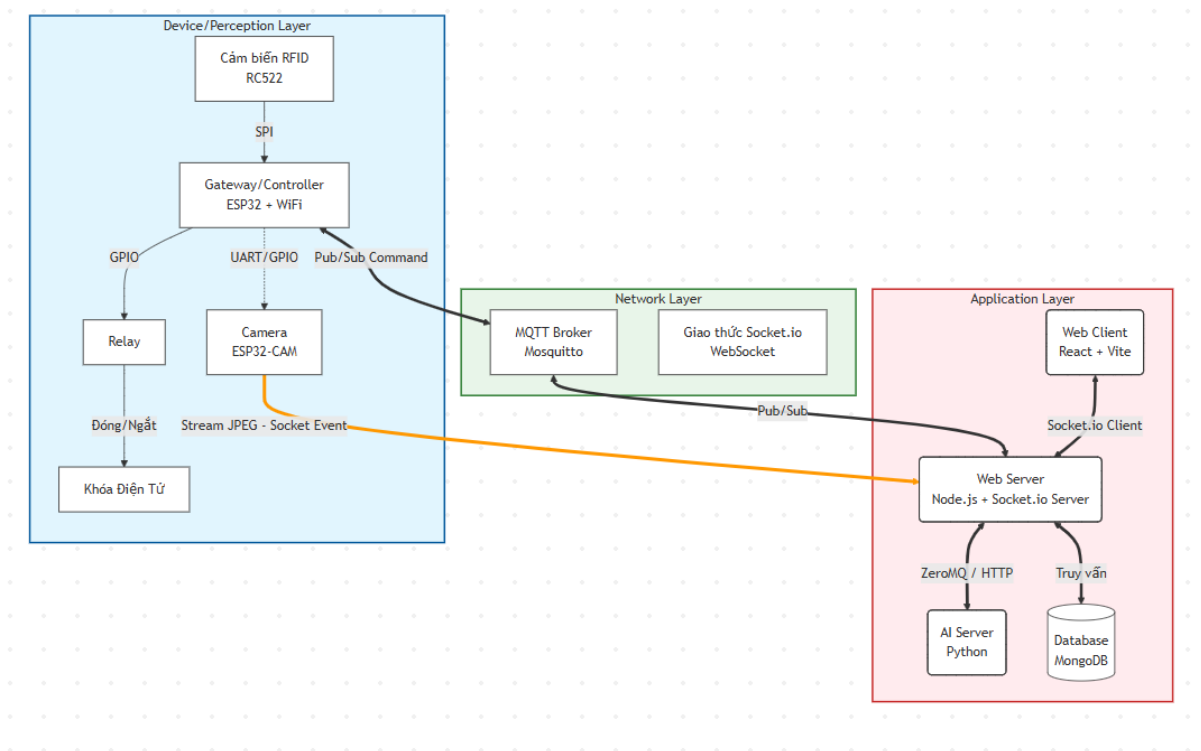 Device/Perception Layer
Cảm biến RFID
RC522
SPI
Gateway/Controller
ESP32 + WiFi
GPIO
UART/GPIO
Pub/Sub Command
Relay
Camera
ESP32-CAM
Đóng/Ngắt
Stream JPEG - Socket Event
Khóa Điện Tử
Network Layer
MQTT Broker
Mosquitto
Giao thức Socket.io
WebSocket
Pub/Sub
Application Layer
Web Client
React + Vite
Socket.io Client
Web Server
Node.js + Socket.io Server
ZeroMQ / HTTP
Truy vấn
AI Server
Python
Database
MongoDB